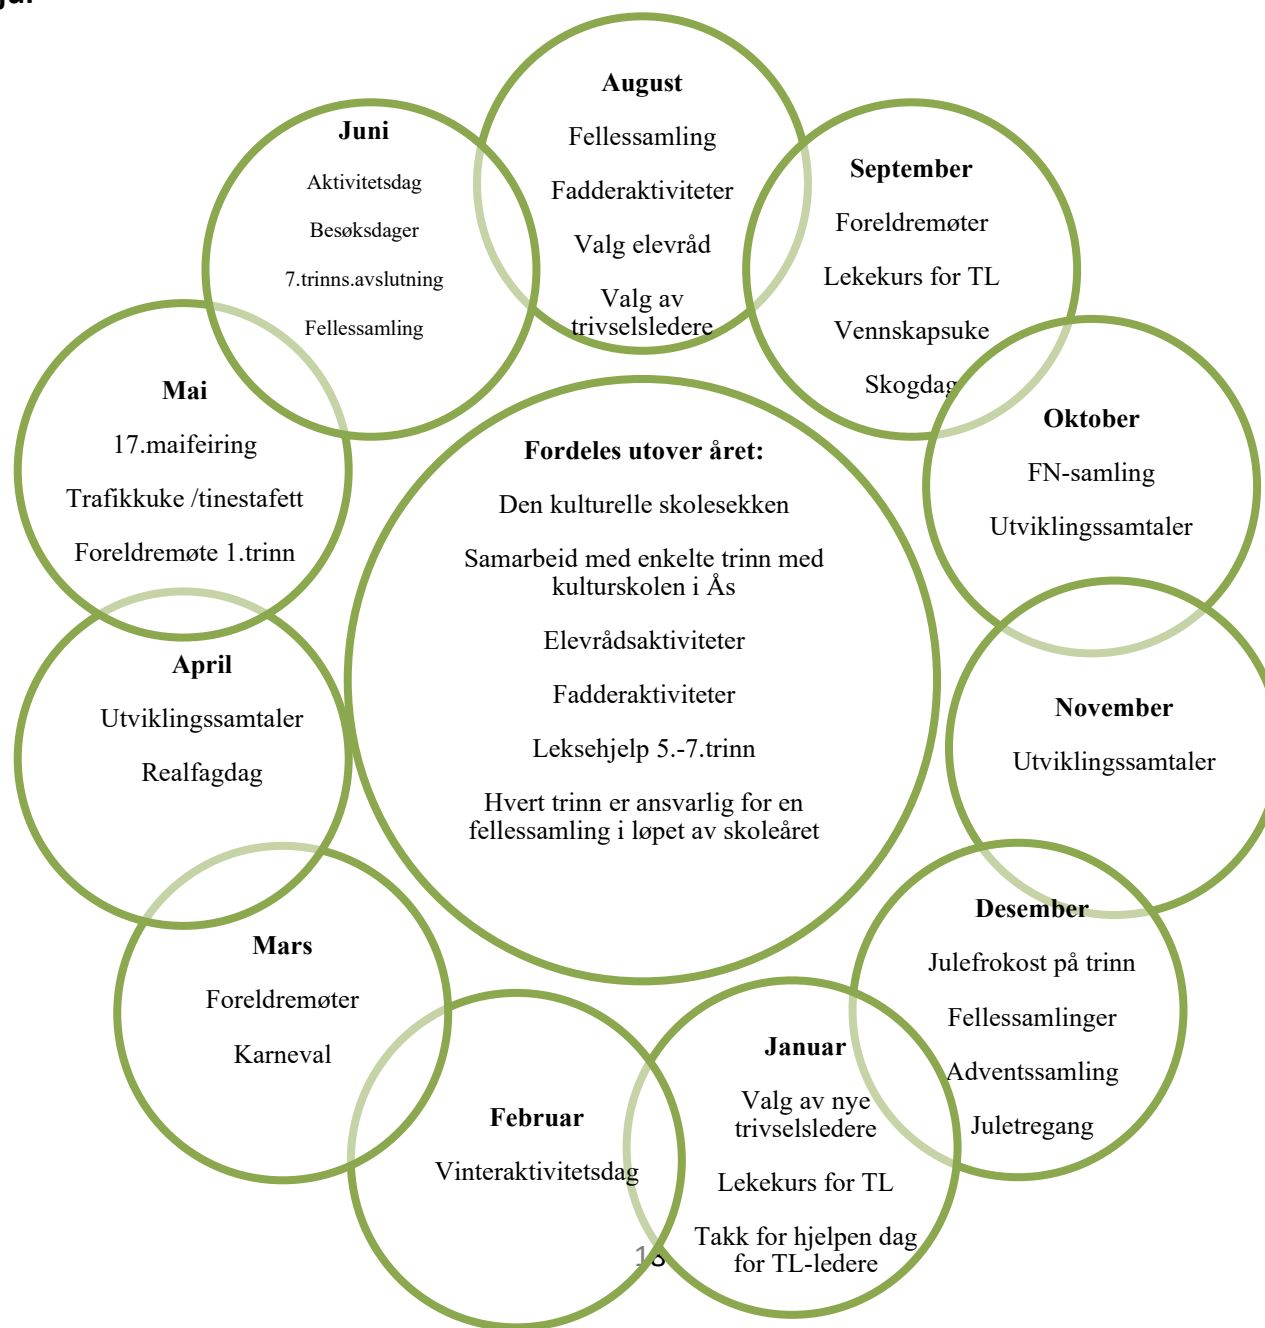 August
Fellessamling
Fadderaktiviteter
Valg elevråd
Valg av
trivselsledere
September
Foreldremøter
Lekekurs for TL
Vennskapsuke
Skogdag
Oktober
FN-samling
Utviklingssamtaler
November
Utviklingssamtaler
Desember
Julefrokost på trinn
Fellessamlinger
Adventssamling
Juletregang
Januar
Valg av nye
trivselsledere
Lekekurs for TL
Takk for hjelpen dag
for TL-ledere
Februar
Vinteraktivitetsdag
Mars
Foreldremøter
Karneval
April
Utviklingssamtaler
Realfagdag
Mai
17.maifeiring
Trafikkuke /tinestafett
Foreldremøte 1.trinn
Juni
Aktivitetsdag
Besøksdager
7.trinns.avslutning
Fellessamling
Fordeles utover året:
Den kulturelle skolesekken
Samarbeid med enkelte trinn med
kulturskolen i Ås
Elevrådsaktiviteter
Fadderaktiviteter
Leksehjelp 5.-7.trinn
Hvert trinn er ansvarlig for en
fellessamling i løpet av skoleåret